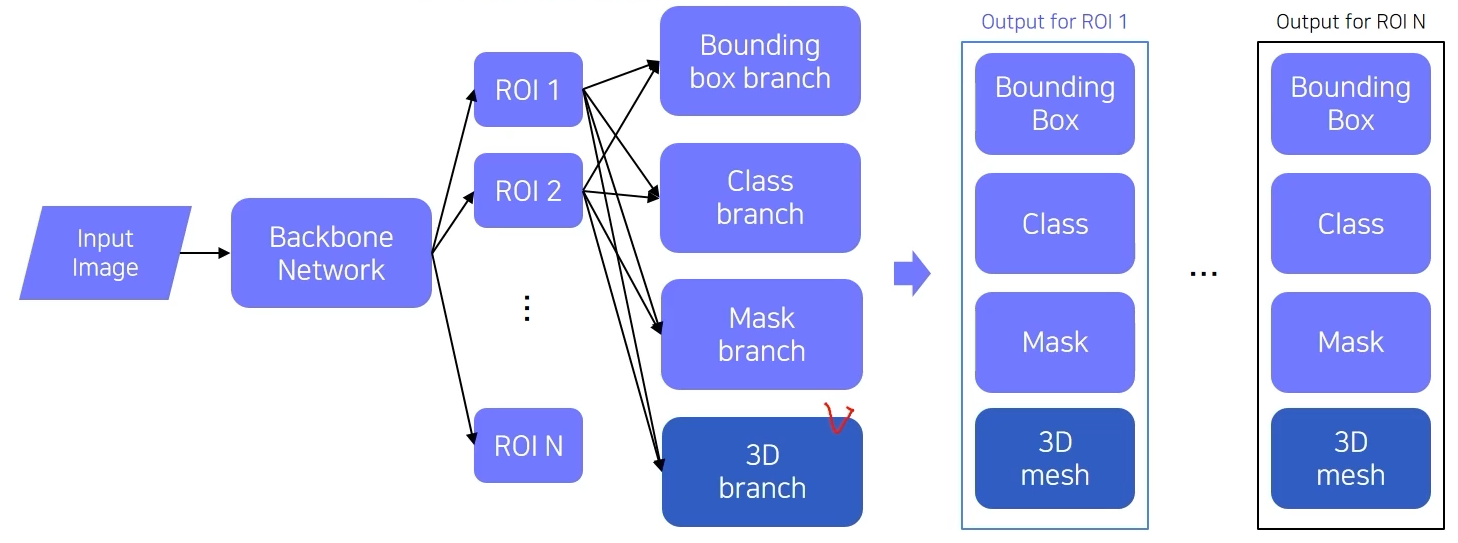 Input
Image
Backbone
Network
ROI 1
ROI 2
⋮
ROI N
Bounding
box branch
Class
branch
Mask
branch
3D
branch
Output for ROI 1
Bounding
Box
Class
Mask
3D
mesh
...
Output for ROI N
Bounding
Box
Class
Mask
3D
mesh